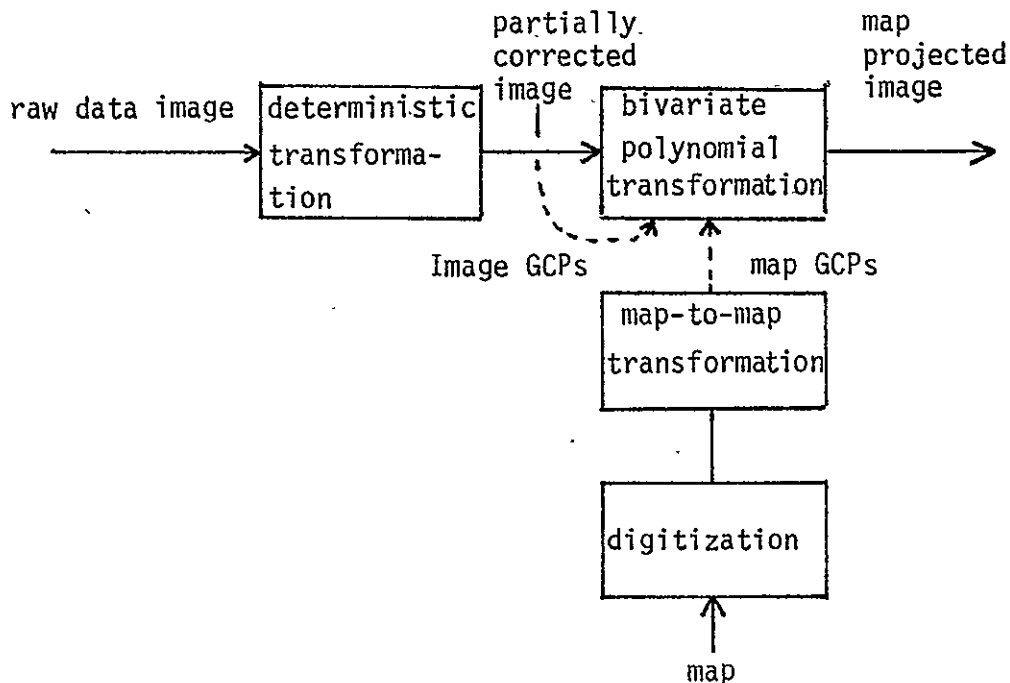 raw data image
deterministic
transforma-
tion
partially
corrected
image
bivariate
polynomial
transformation
map
projected
image
Image GCPs
map GCPs
map-to-map
transformation
digitization
map